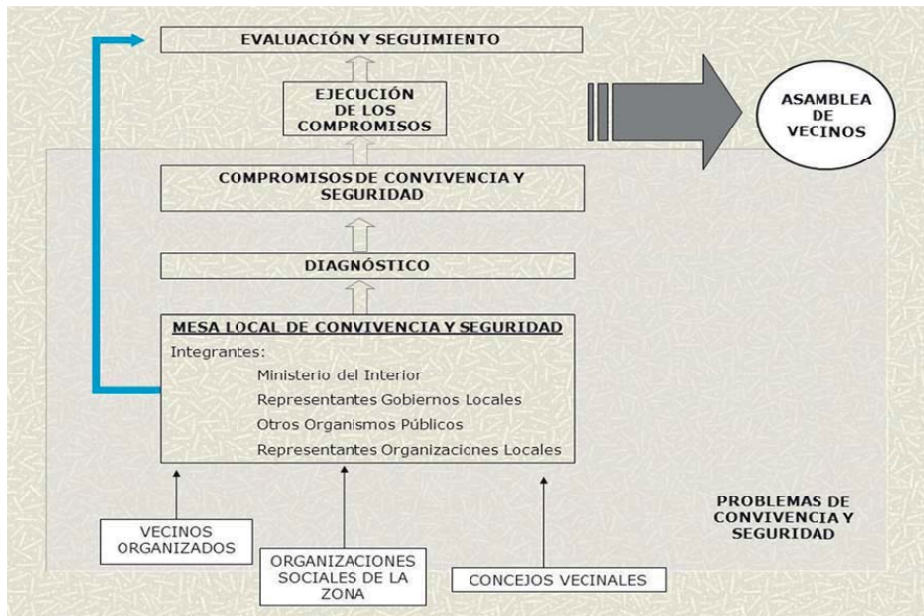 EVALUACIÓN Y SEGUIMIENTO
EJECUCIÓN
DE LOS
COMPROMISOS
ASAMBLEA
DE
VECINOS
COMPROMISOS DE CONVIVENCIA Y
SEGURIDAD
DIAGNÓSTICO
MESA LOCAL DE CONVIVENCIA Y SEGURIDAD
Integrantes:
Ministerio del Interior
Representantes Gobiernos Locales
Otros Organismos Públicos
Representantes Organizaciones Locales
PROBLEMAS DE
CONVIVENCIA Y
SEGURIDAD
VECINOS
ORGANIZADOS
ORGANIZACIONES
SOCIALES DE LA
ZONA
CONCEJOS VECINALES